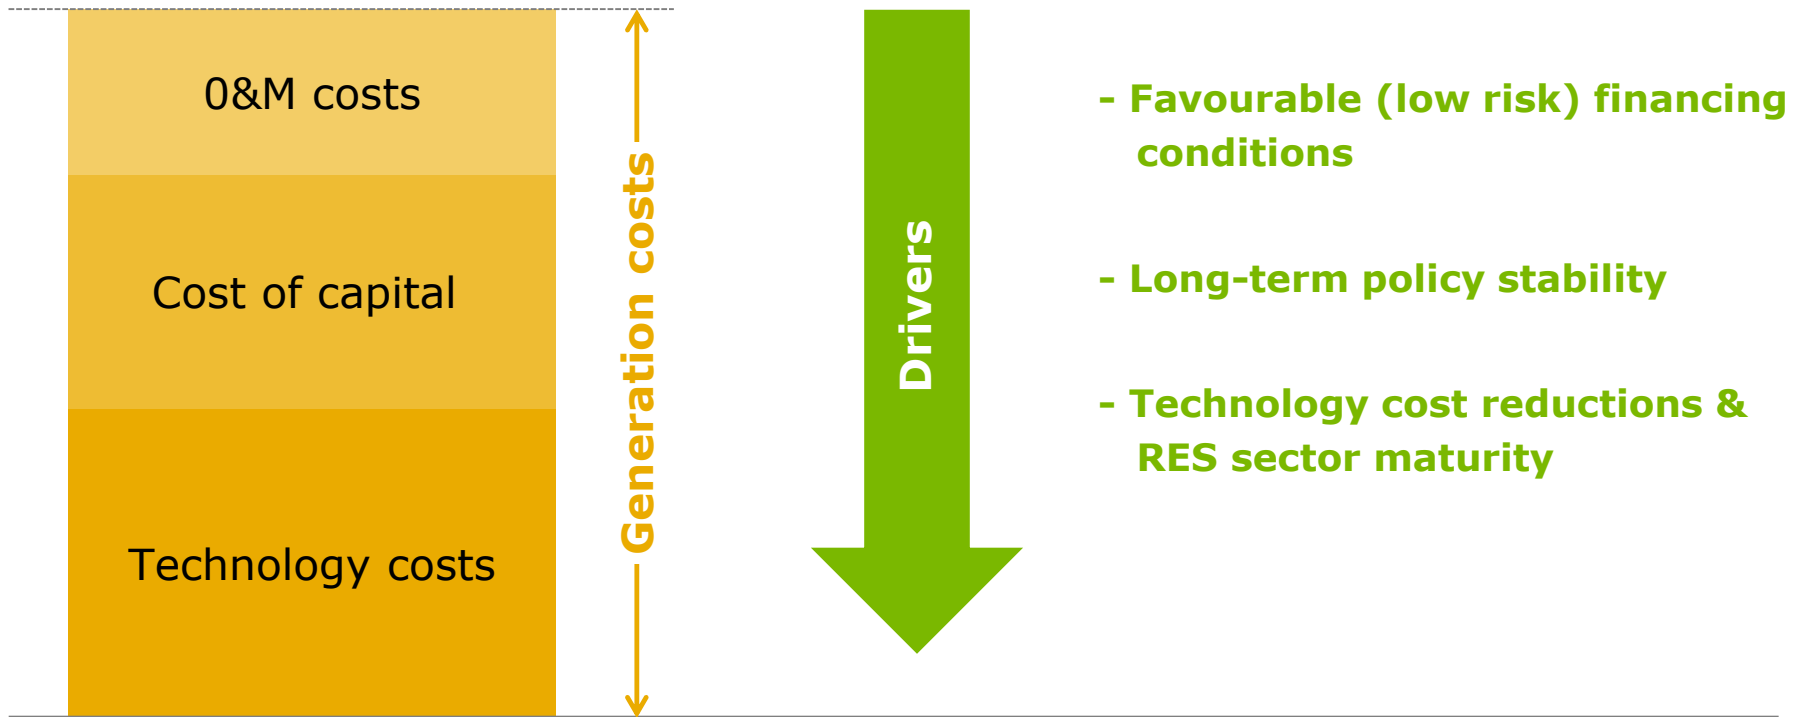 0&M costs
Cost of capital
Technology costs
Generation costs
Drivers
- Favourable (low risk) financing
conditions
- Long-term policy stability
- Technology cost reductions &
RES sector maturity